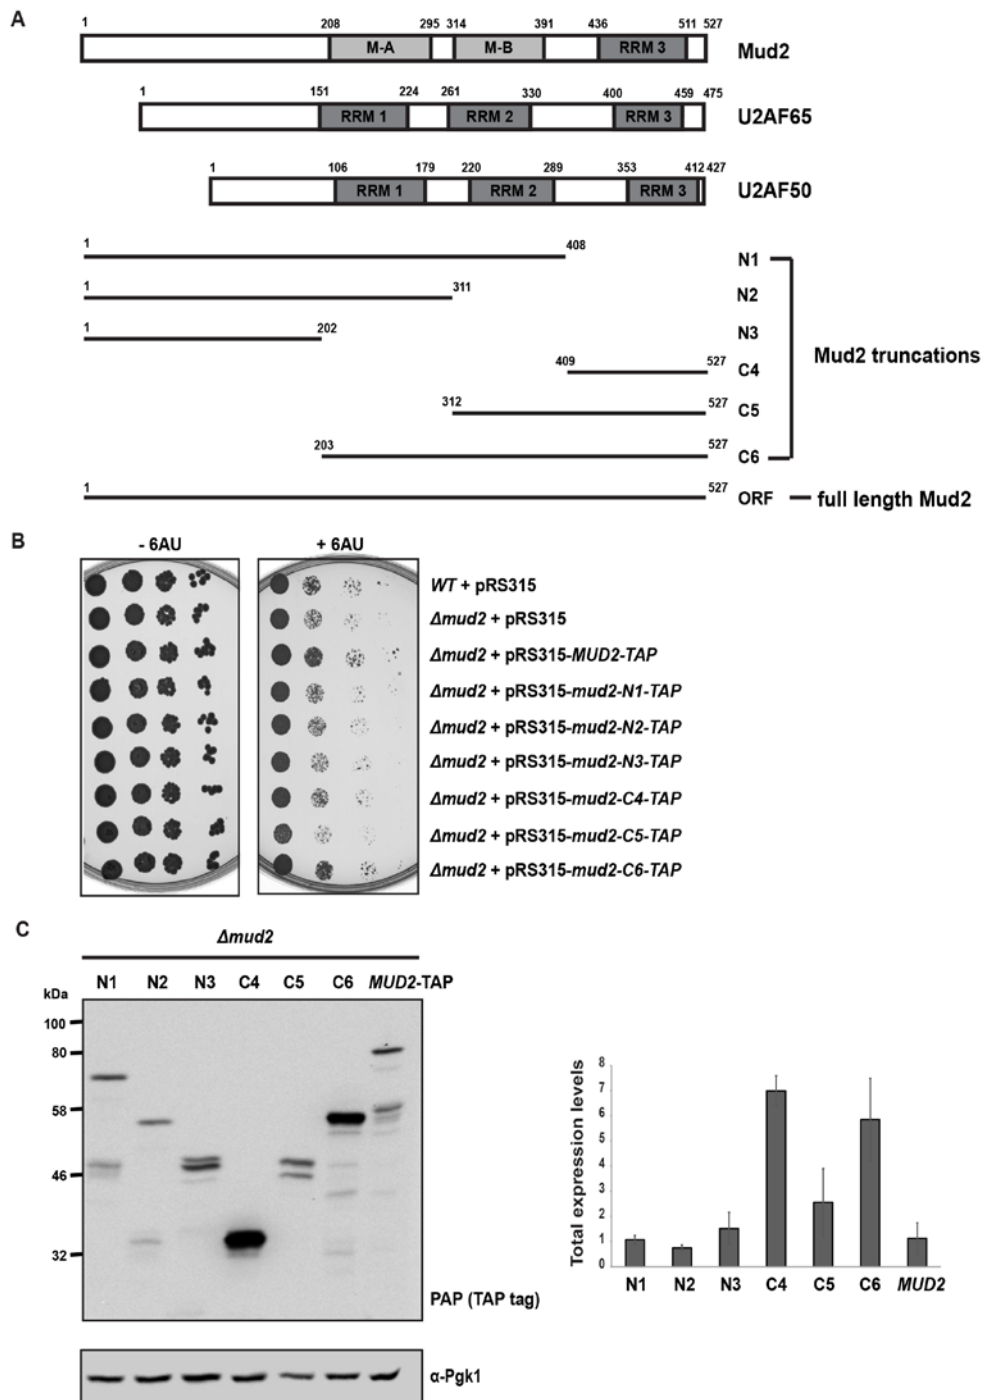 A
1 208 295 314 391 436 511 527
M-A M-B RRM 3 Mud2
1 151 224 261 330 400 459 475
RRM 1 RRM 2 RRM 3 U2AF65
1 106 179 220 289 353 412 427
RRM 1 RRM 2 RRM 3 U2AF50
1 408 N1
1 311 N2
1 202 N3
Mud2 truncations
409 527 C4
312 527 C5
203 527 C6
1 527 ORF full length Mud2
B
- 6AU + 6AU
WT + pRS315
Δmud2 + pRS315
Δmud2 + pRS315-MUD2-TAP
Δmud2 + pRS315-mud2-N1-TAP
Δmud2 + pRS315-mud2-N2-TAP
Δmud2 + pRS315-mud2-N3-TAP
Δmud2 + pRS315-mud2-C4-TAP
Δmud2 + pRS315-mud2-C5-TAP
Δmud2 + pRS315-mud2-C6-TAP
C
Δmud2
N1 N2 N3 C4 C5 C6 MUD2-TAP
kDa
100
80
58
46
32
PAP (TAP tag)
α-Pgk1
Total expression levels
8
7
6
5
4
3
2
1
0
N1 N2 N3 C4 C5 C6 MUD2